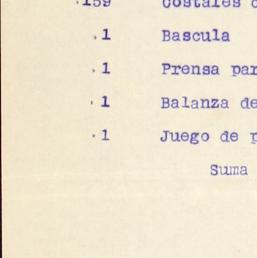 .159 Costales
.1 Bascula
.1 Prensa par
.1 Balanza de
.1 Juego de p
Suma